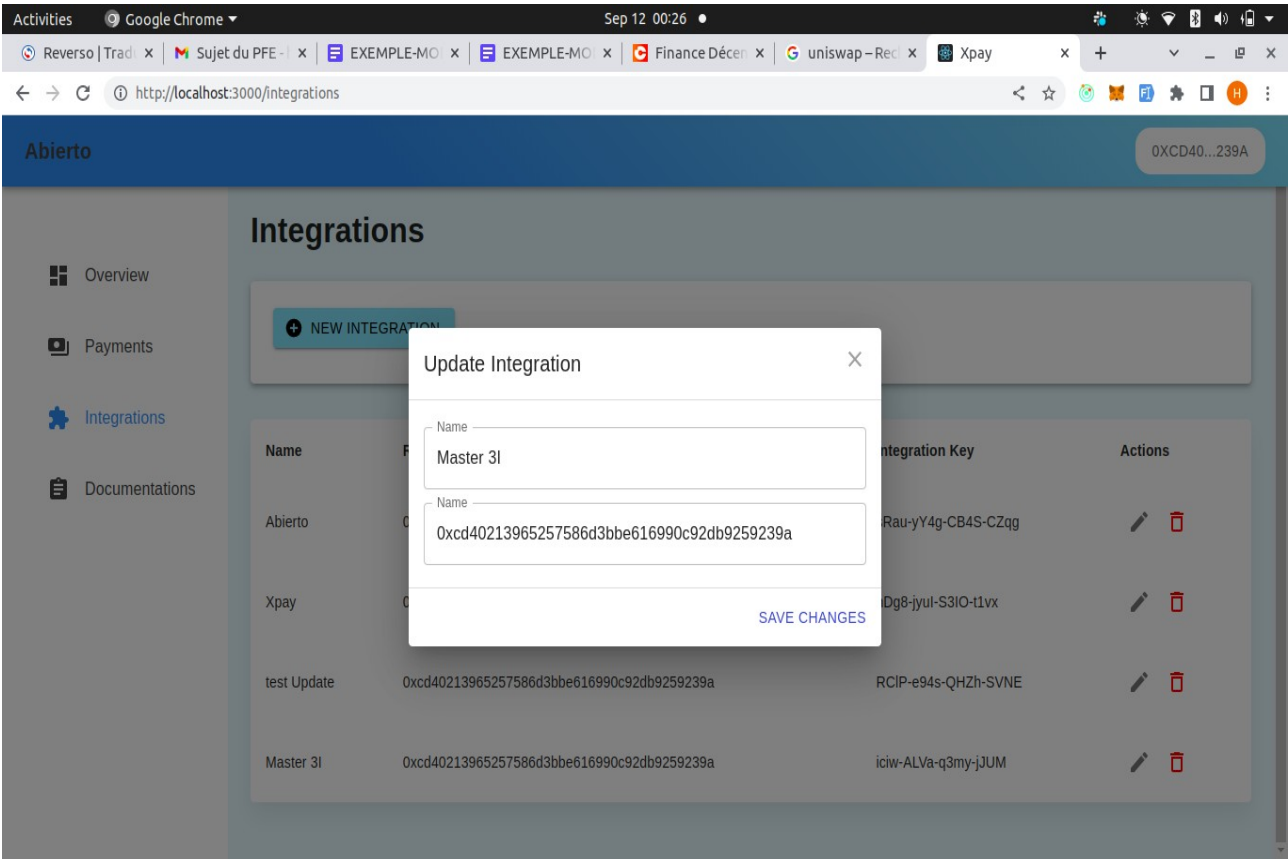 Activities Google Chrome Sep 12 00:26
Reverso | Trad Sujet du PFE - EXEMPLE-MO EXEMPLE-MO Finance Décen uniswap – Rec Xpay
http://localhost:3000/integrations H
Abierto 0XCD40...239A
Integrations
Overview
NEW INTEGRATION
Payments
Update Integration
Name
Master 3I
Integrations
Name
0xcd40213965257586d3bbe616990c92db9259239a
SAVE CHANGES
Documentations
Name ntegration Key Actions
Abierto Rau-yY4g-CB4S-CZqg
Xpay Dg8-jyuI-S3IO-t1vx
test Update 0xcd40213965257586d3bbe616990c92db9259239a RClP-e94s-QHZh-SVNE
Master 3I 0xcd40213965257586d3bbe616990c92db9259239a iciw-ALVa-q3my-jJUM